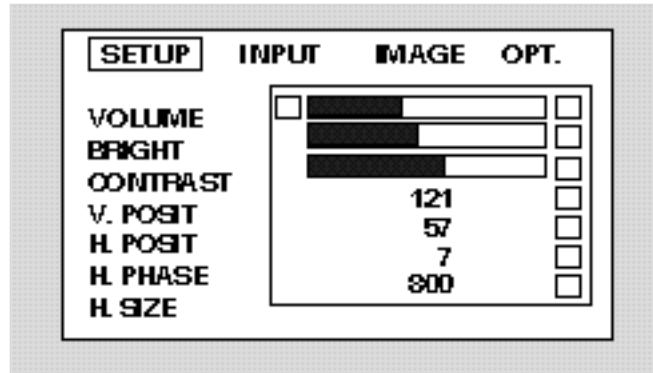 SETUP INPUT IMAGE OPT.
VOLUME
BRIGHT
CONTRAST
V. POSIT 121
H. POSIT 57
H. PHASE 7
H. SIZE 800